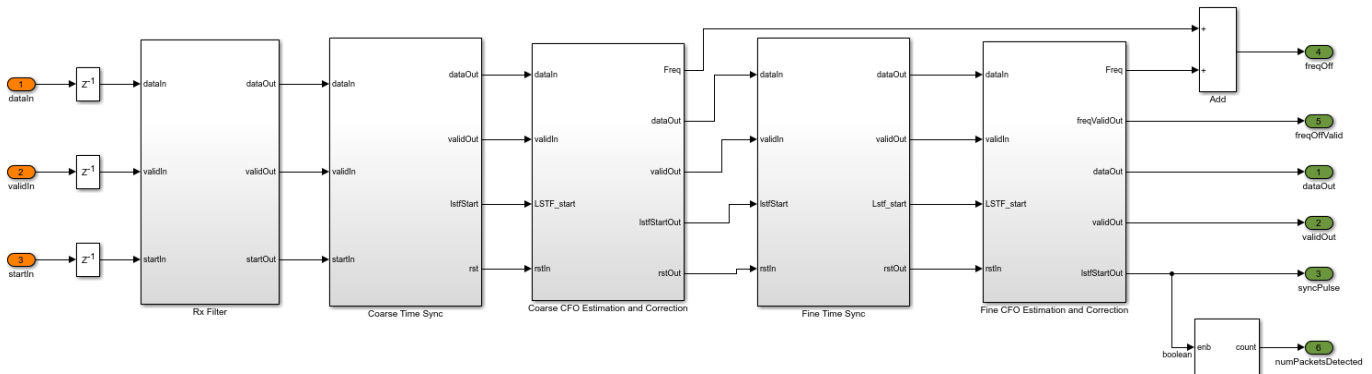 1
dataIn
Z-1
2
validIn
Z-1
3
startIn
Z-1
dataIn
validIn
startIn
dataOut
validOut
startOut
Rx Filter
dataIn
validIn
startIn
dataOut
validOut
lstfStart
rst
Coarse Time Sync
dataIn
validIn
LSTF_start
rstIn
Freq
dataOut
validOut
lstfStartOut
rstOut
Coarse CFO Estimation and Correction
dataIn
validIn
lstfStart
rstIn
dataOut
validOut
Lstf_start
rstOut
Fine Time Sync
dataIn
validIn
LSTF_start
rstIn
Freq
freqValidOut
dataOut
validOut
lstfStartOut
Fine CFO Estimation and Correction
+
+
Add
4
freqOff
5
freqOffValid
1
dataOut
2
validOut
3
syncPulse
boolean
enb
count
6
numPacketsDetected